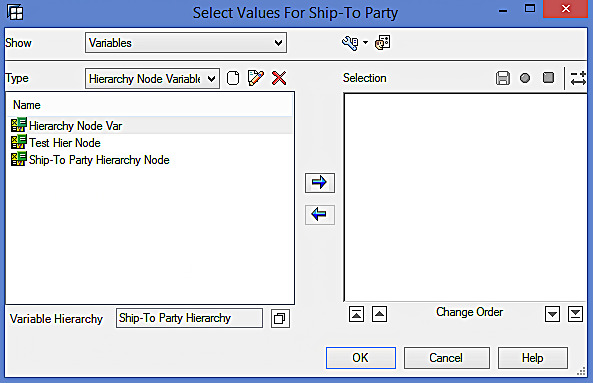 Select Values For Ship-To Party
Show
Variables
Type
Hierarchy Node Variable
Selection
Name
Hierarchy Node Var
Test Hier Node
Ship-To Party Hierarchy Node
Variable Hierarchy
Ship-To Party Hierarchy
Change Order
OK
Cancel
Help